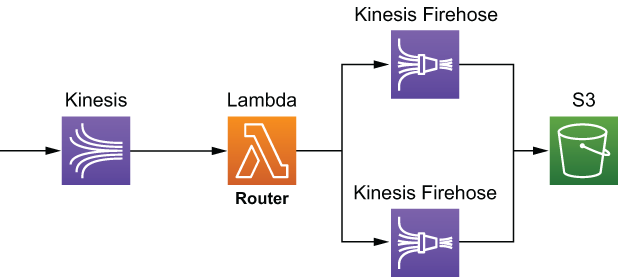 Kinesis Firehose
Kinesis
Lambda
S3
Router
Kinesis Firehose